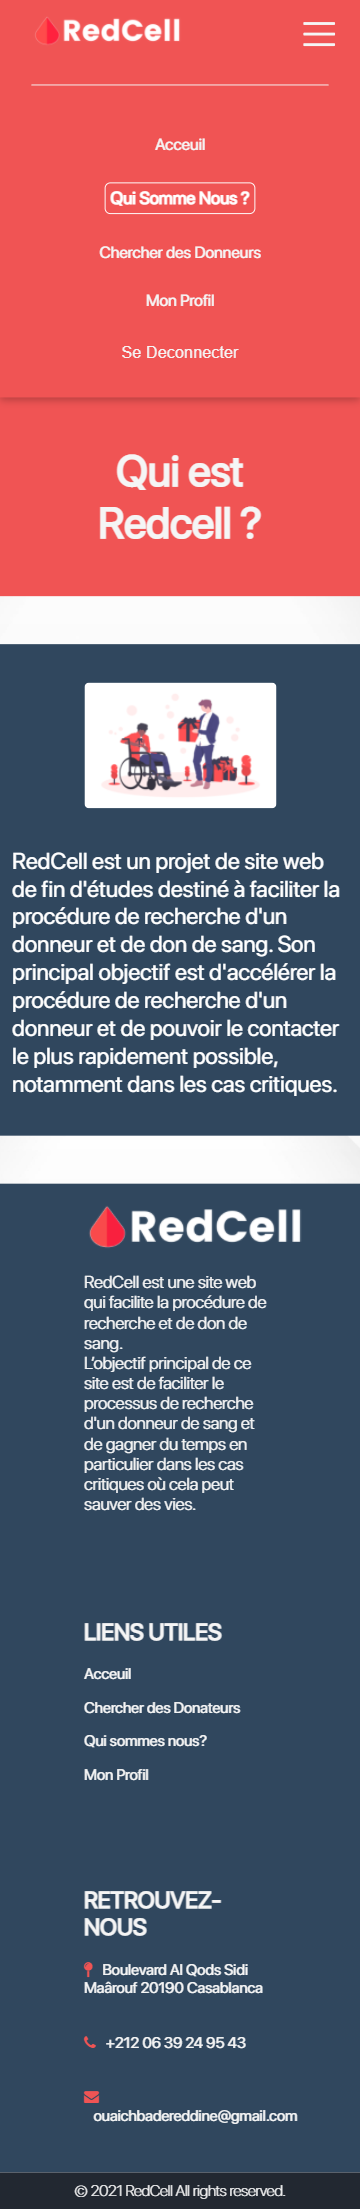 RedCell
Acceuil
Qui Somme Nous ?
Chercher des Donneurs
Mon Profil
Se Deconnecter
Qui est
Redcell ?
RedCell est un projet de site web
de fin d'études destiné à faciliter la
procédure de recherche d'un
donneur et de don de sang. Son
principal objectif est d'accélérer la
procédure de recherche d'un
donneur et de pouvoir le contacter
le plus rapidement possible,
notamment dans les cas critiques.
RedCell
RedCell est une site web
qui facilite la procédure de
recherche et de don de
sang.
L'objectif principal de ce
site est de faciliter le
processus de recherche
d'un donneur de sang et
de gagner du temps en
particulier dans les cas
critiques où cela peut
sauver des vies.
LIENS UTILES
Acceuil
Chercher des Donateurs
Qui sommes nous?
Mon Profil
RETROUVEZ-
NOUS
Boulevard Al Qods Sidi
Maârouf 20190 Casablanca
+212 06 39 24 95 43
ouaichbadereddine@gmail.com
© 2021 RedCell All rights reserved.